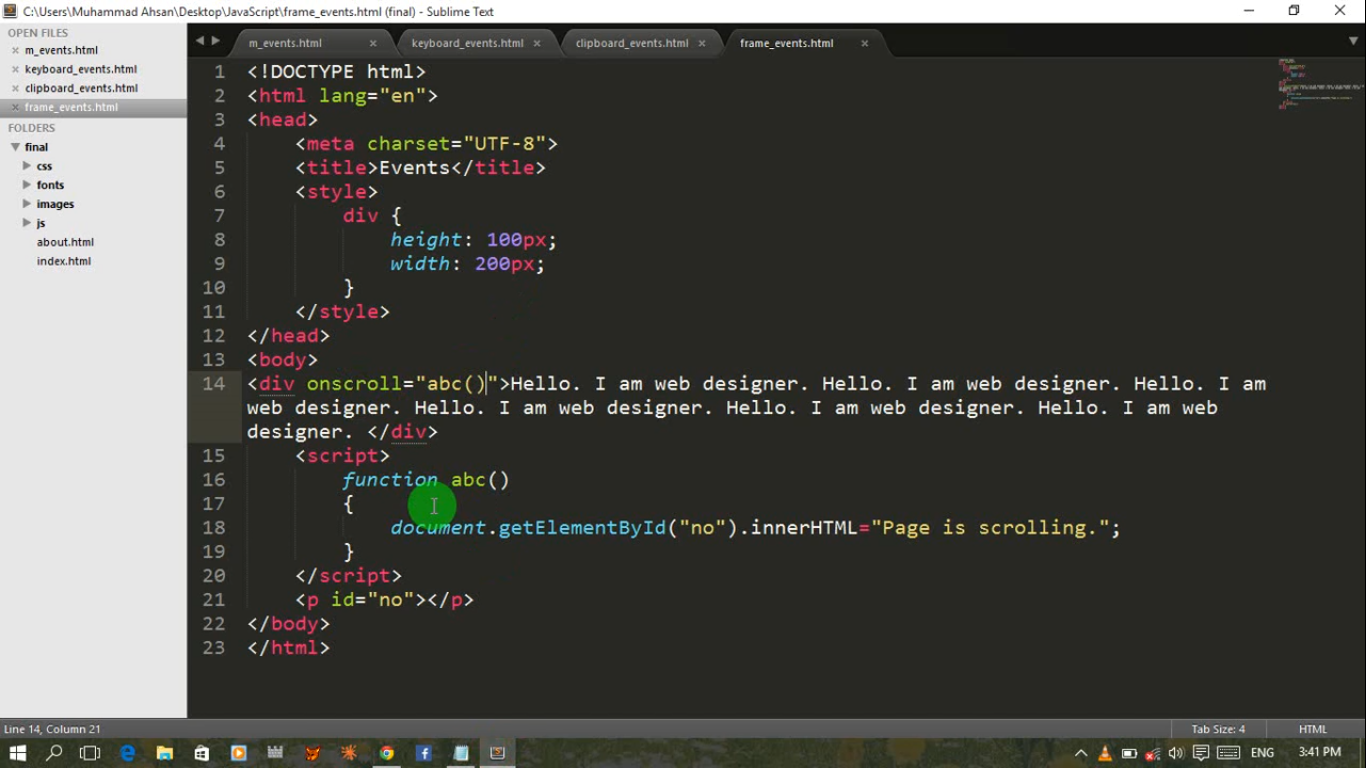 C:\Users\Muhammad Ahsan\Desktop\JavaScript\frame_events.html (final) - Sublime Text
OPEN FILES
m_events.html
keyboard_events.html
clipboard_events.html
frame_events.html
FOLDERS
final
css
fonts
images
js
about.html
index.html
m_events.html keyboard_events.html clipboard_events.html frame_events.html
1 <!DOCTYPE html>
2 <html lang="en">
3 <head>
4 <meta charset="UTF-8">
5 <title>Events</title>
6 <style>
7 div {
8 height: 100px;
9 width: 200px;
10 }
11 </style>
12 </head>
13 <body>
14 <div onscroll="abc()">Hello. I am web designer. Hello. I am web designer. Hello. I am
web designer. Hello. I am web designer. Hello. I am web designer. Hello. I am web
designer. </div>
15 <script>
16 function abc()
17 {
18 document.getElementById("no").innerHTML="Page is scrolling.";
19 }
20 </script>
21 <p id="no"></p>
22 </body>
23 </html>
Line 14, Column 21 Tab Size: 4 HTML
ENG 3:41 PM